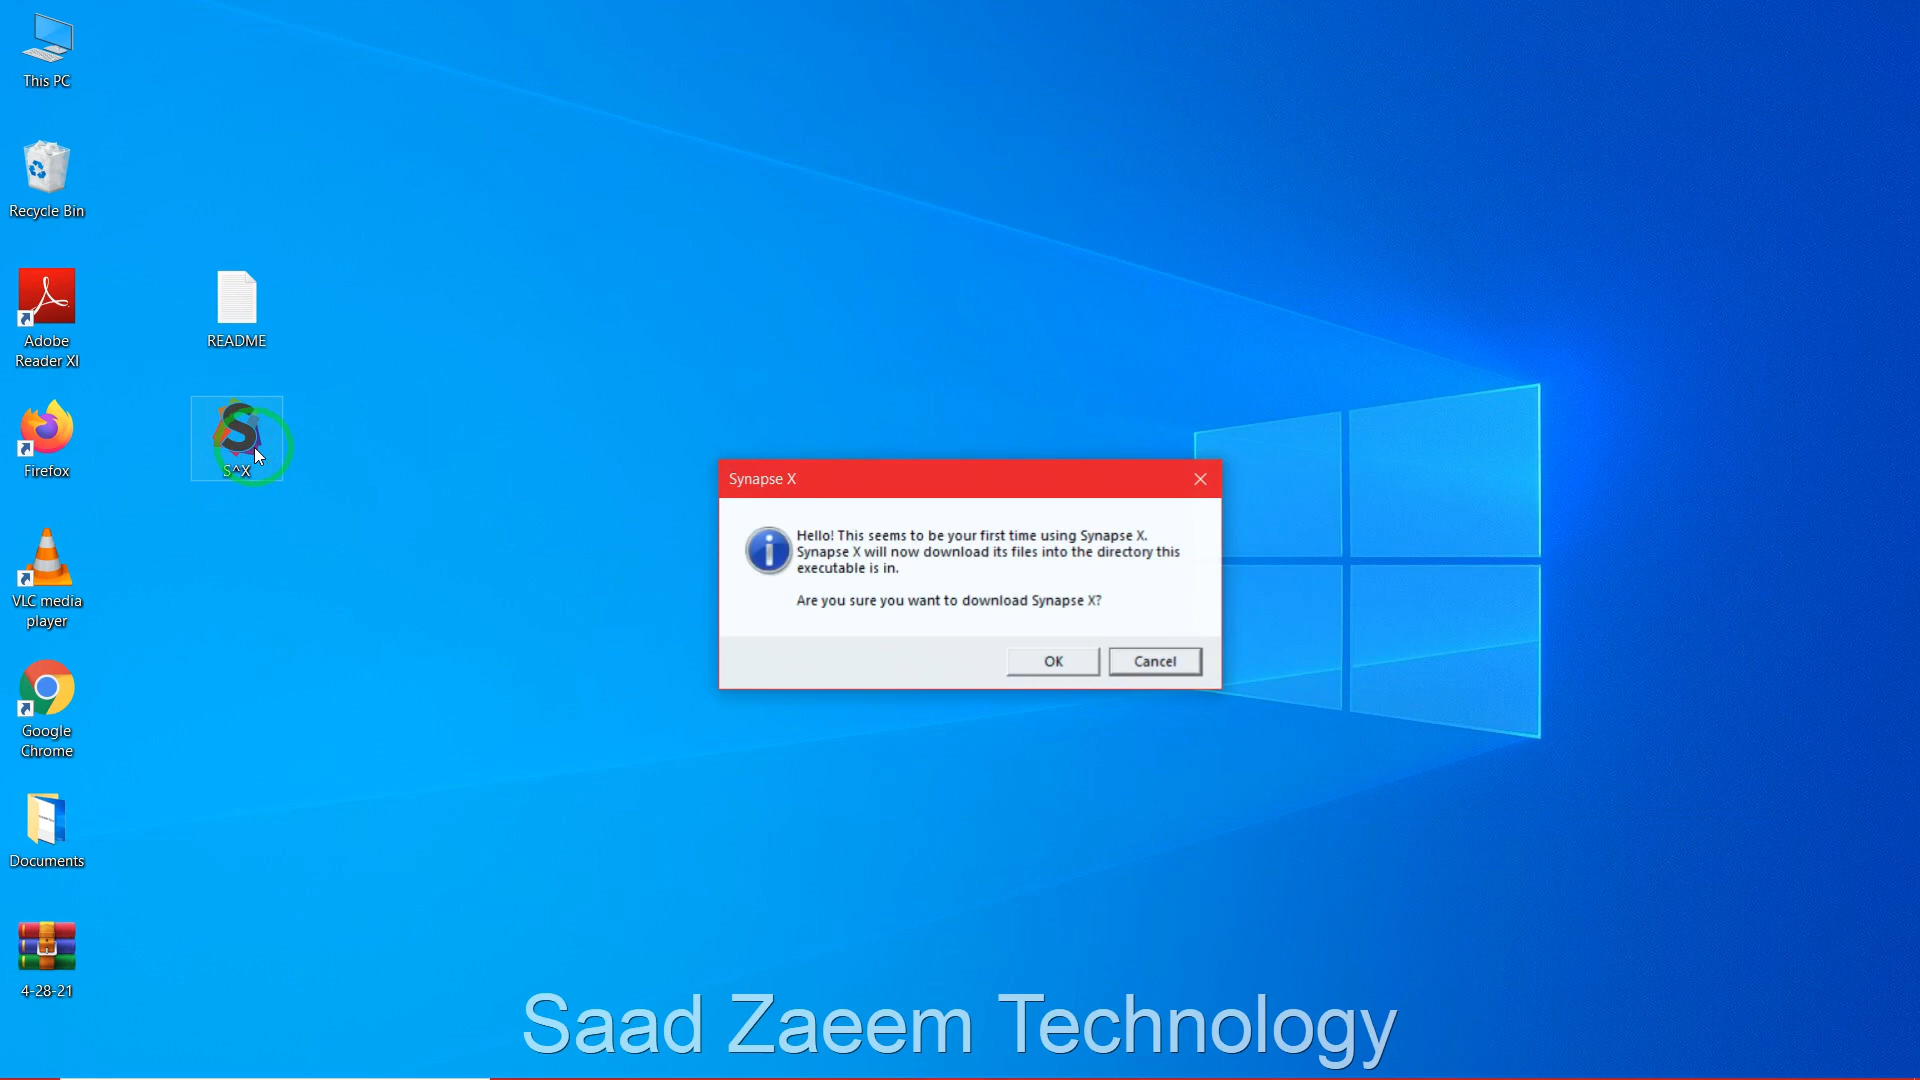 This PC
Recycle Bin
Adobe
Reader XI
README
Firefox
S^X
VLC media
player
Google
Chrome
Documents
4-28-21
Synapse X
Hello! This seems to be your first time using Synapse X.
Synapse X will now download its files into the directory this
executable is in.
Are you sure you want to download Synapse X?
OK
Cancel
Saad Zaeem Technology